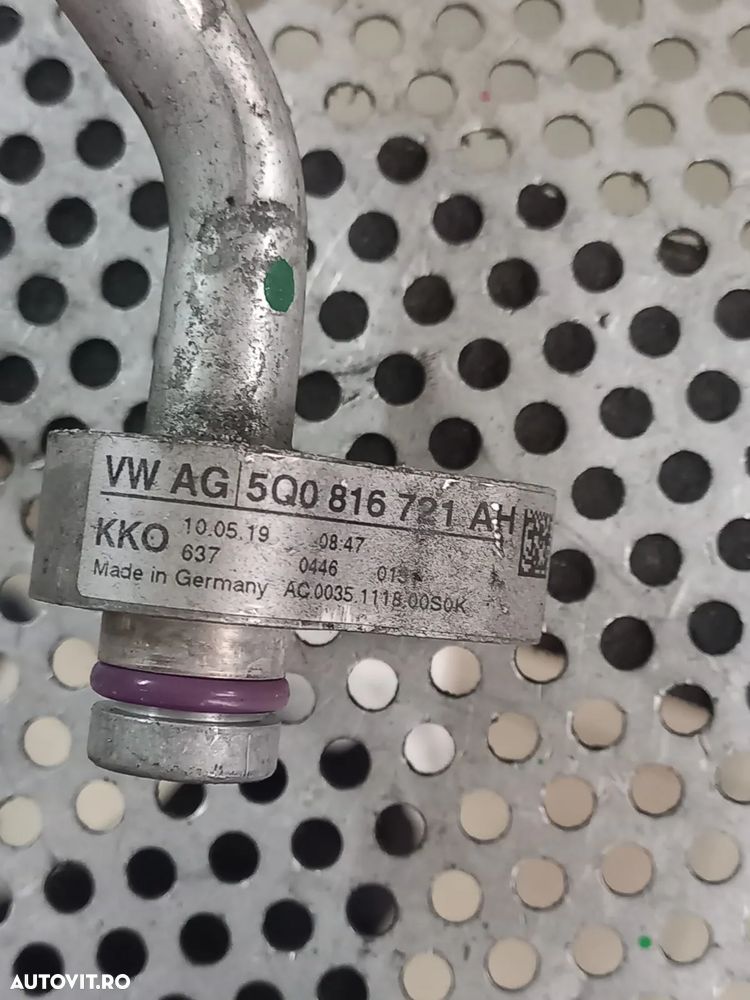 VW AG 5Q0 816 721 AH
KKO 10.05.19 08:47
637 0446
Made in Germany AC.0035.1118.00S0K
AUTOVIT.RO